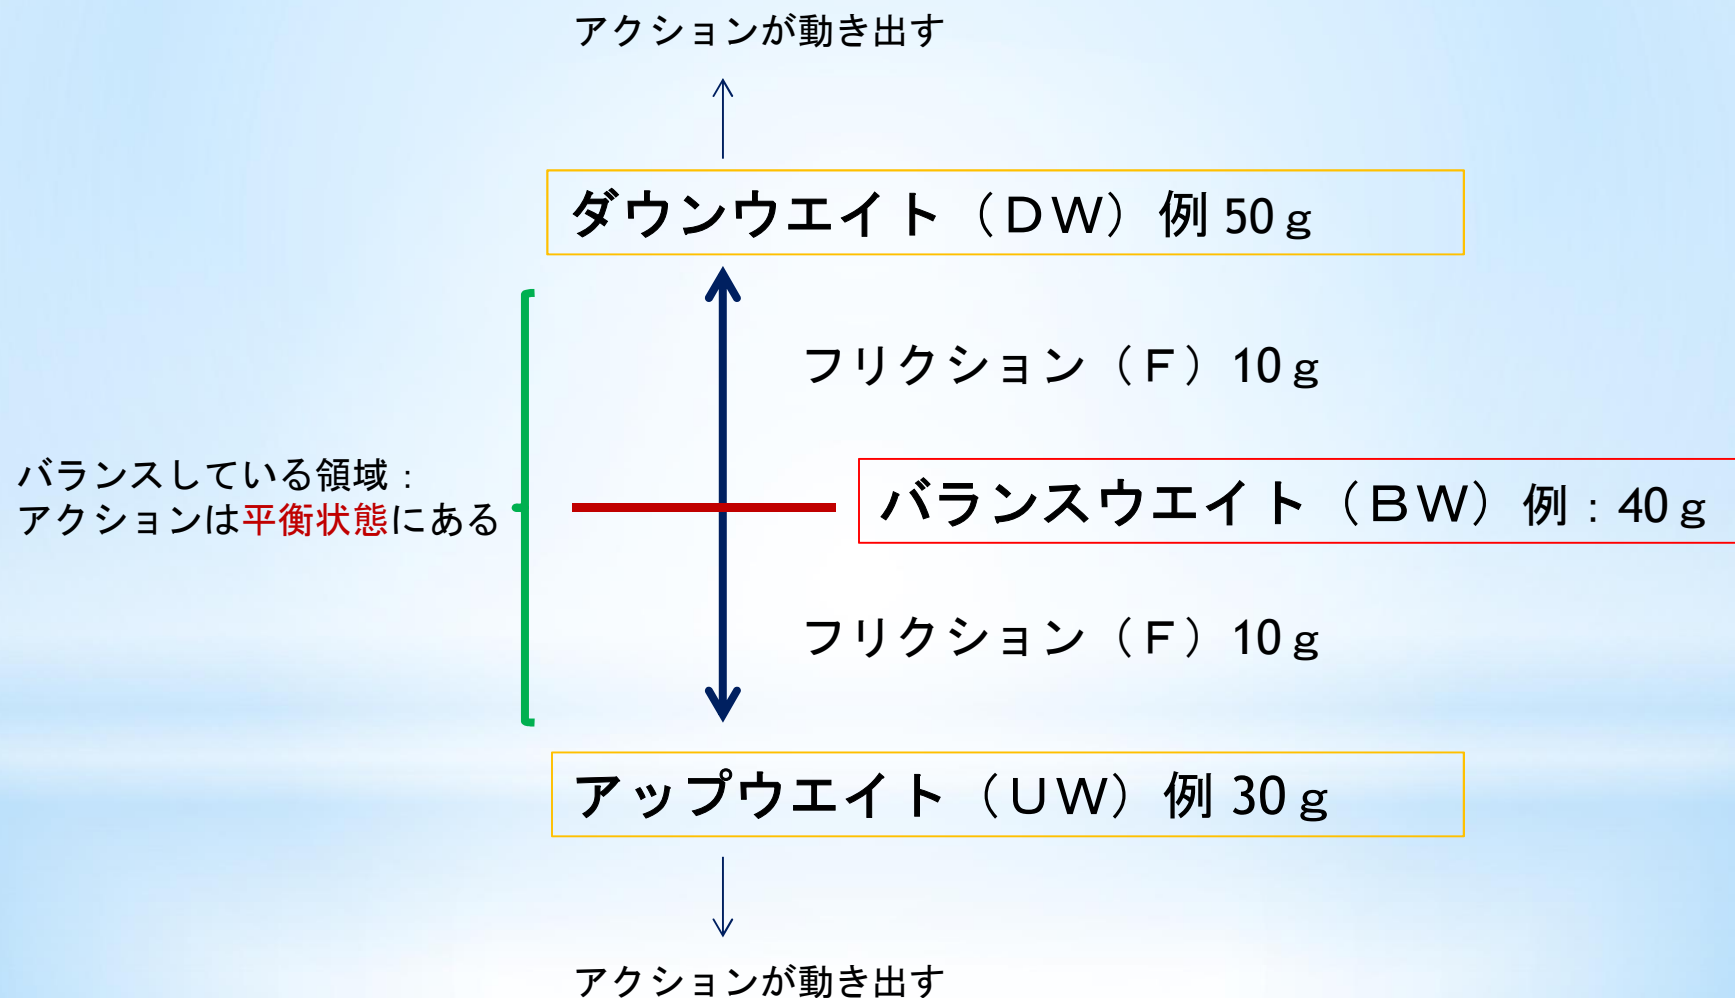 アクションが動き出す
ダウンウエイト（ＤＷ）例 50ｇ
フリクション（Ｆ）10ｇ
バランスしている領域：
アクションは平衡状態にある
バランスウエイト（ＢＷ）例：40ｇ
フリクション（Ｆ）10ｇ
アップウエイト（ＵＷ）例 30ｇ
アクションが動き出す